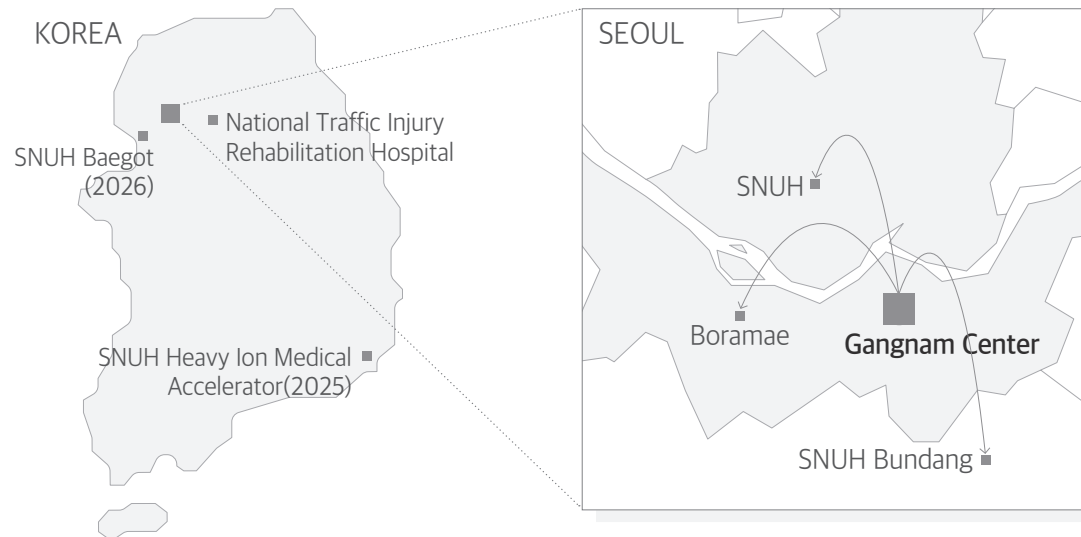 KOREA
National Traffic Injury
Rehabilitation Hospital
SNUH Baegot
(2026)
SNUH Heavy Ion Medical
Accelerator(2025)
SEOUL
SNUH
Boramae
Gangnam Center
SNUH Bundang